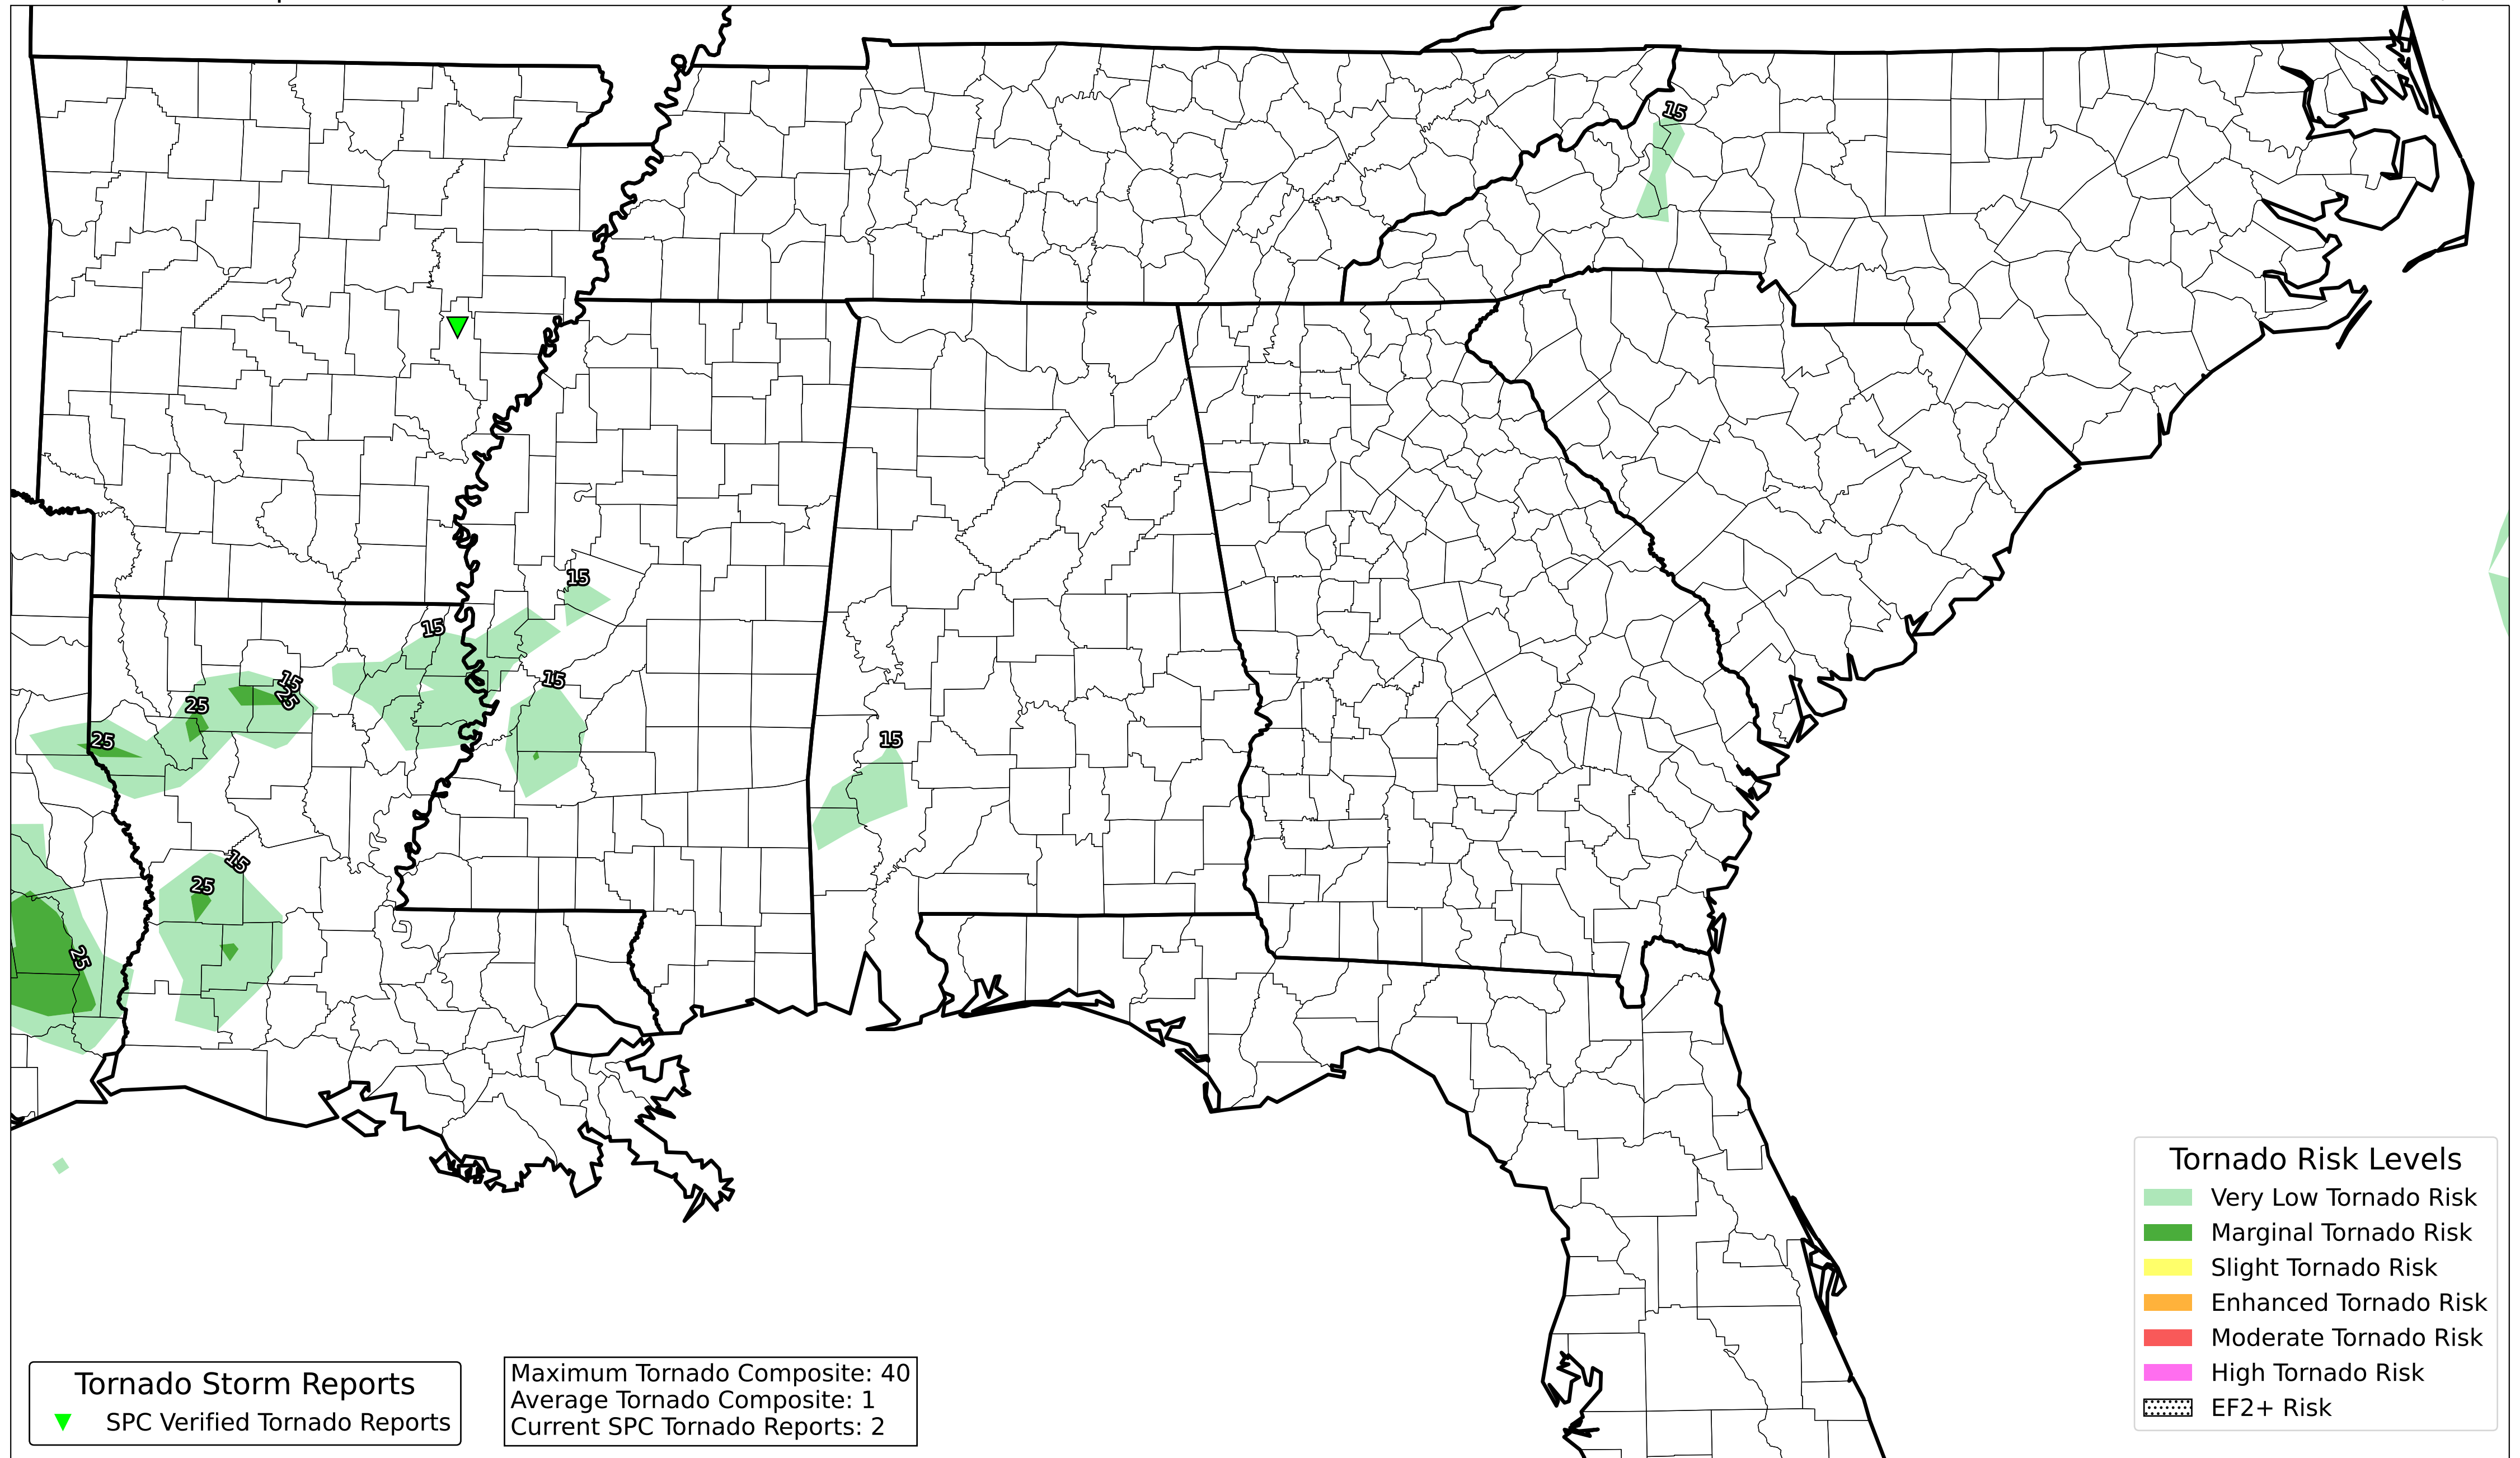 15
15
15
15
15
25
25
25
15
15
25
25
Tornado Risk Levels
Very Low Tornado Risk
Marginal Tornado Risk
Slight Tornado Risk
Enhanced Tornado Risk
Moderate Tornado Risk
High Tornado Risk
EF2+ Risk
Tornado Storm Reports
SPC Verified Tornado Reports
Maximum Tornado Composite: 40
Average Tornado Composite: 1
Current SPC Tornado Reports: 2